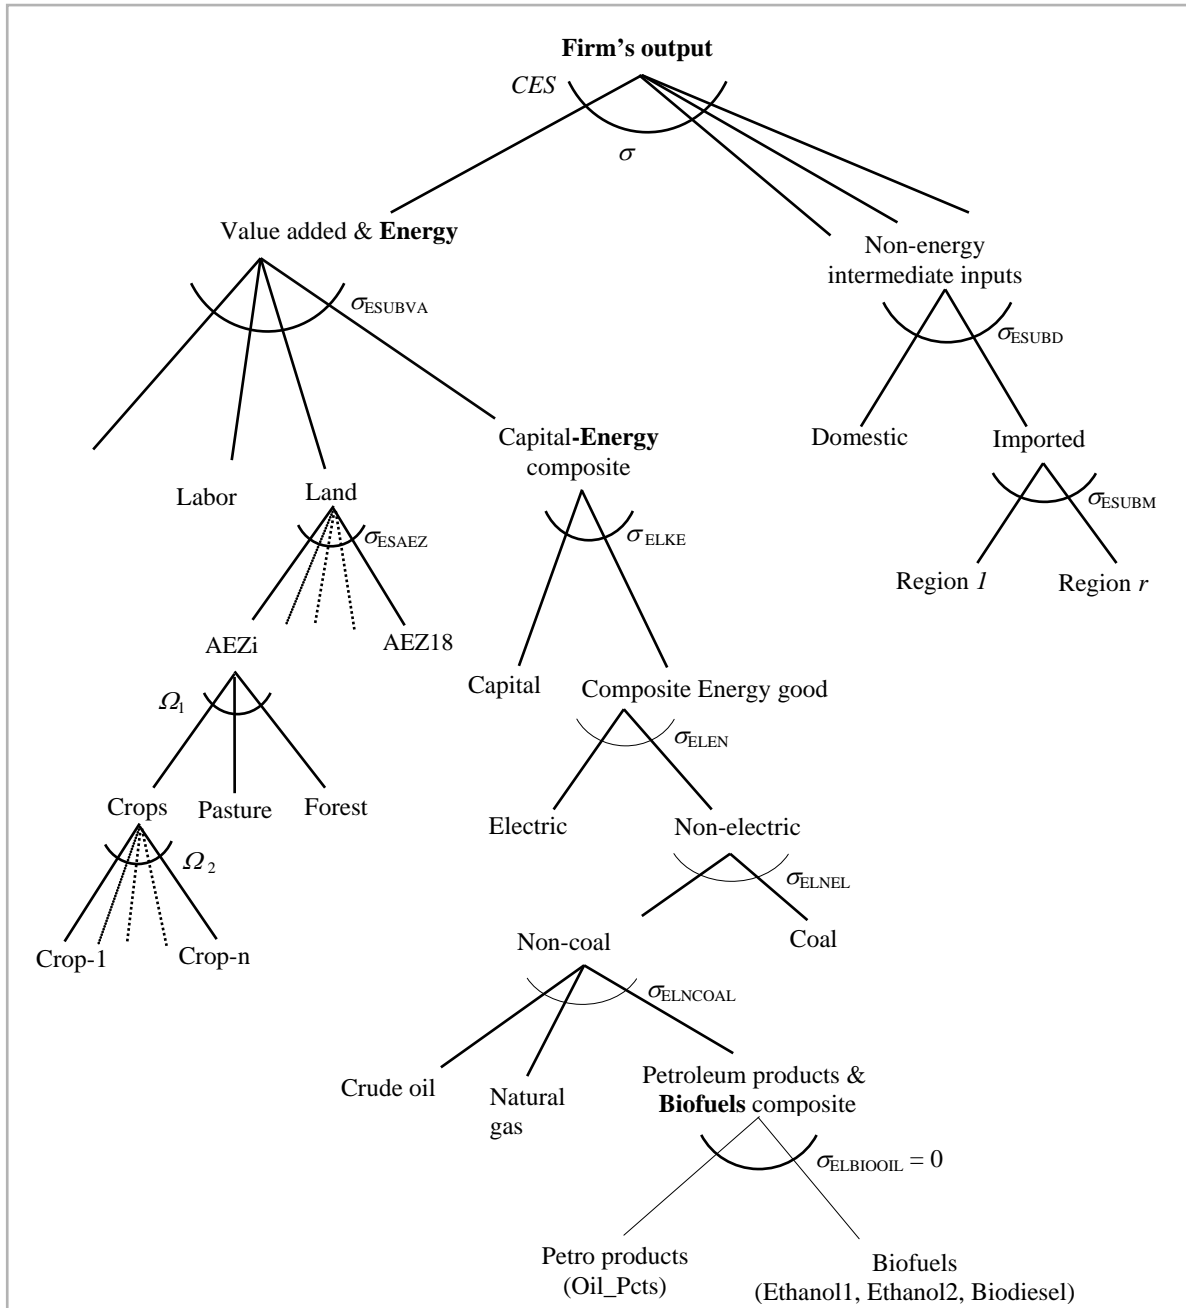 Firm's output
CES
σ
Value added & Energy
Non-energy
intermediate inputs
σESUBVA
σESUBD
Capital-Energy
composite
Domestic
Imported
Labor
Land
σESAEZ
σELKE
σESUBM
Region 1
Region r
AEZi
AEZ18
Capital
Composite Energy good
Ω1
σELEN
Crops
Pasture
Forest
Electric
Non-electric
Ω2
σELNEL
Crop-1
Crop-n
Non-coal
Coal
σELNCOAL
Crude oil
Natural
gas
Petroleum products &
Biofuels composite
σELBIOOIL = 0
Petro products
(Oil_Pcts)
Biofuels
(Ethanol1, Ethanol2, Biodiesel)